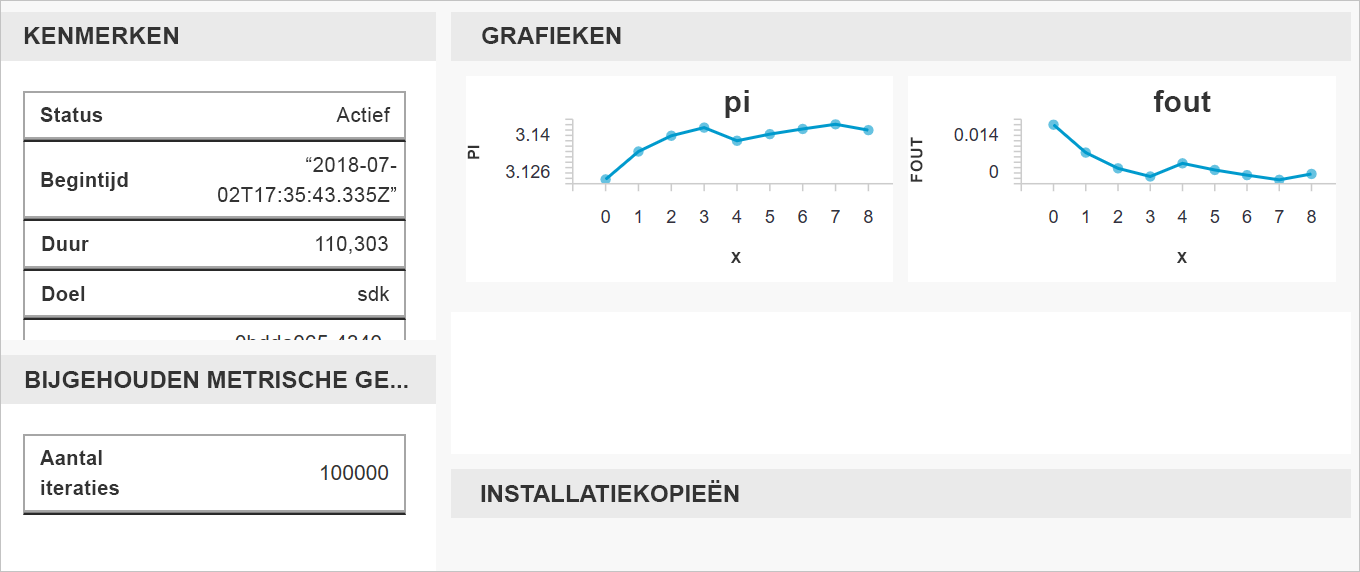 KENMERKEN
Status Actief
Begintijd “2018-07-
02T17:35:43.335Z”
Duur 110,303
Doel sdk
BIJGEHOUDEN METRISCHE GE...
Aantal
iteraties
100000
GRAFIEKEN
pi
PI
3.14
3.126
0 1 2 3 4 5 6 7 8
X
fout
FOUT
0.014
0
0 1 2 3 4 5 6 7 8
X
INSTALLATIEKOPIEËN